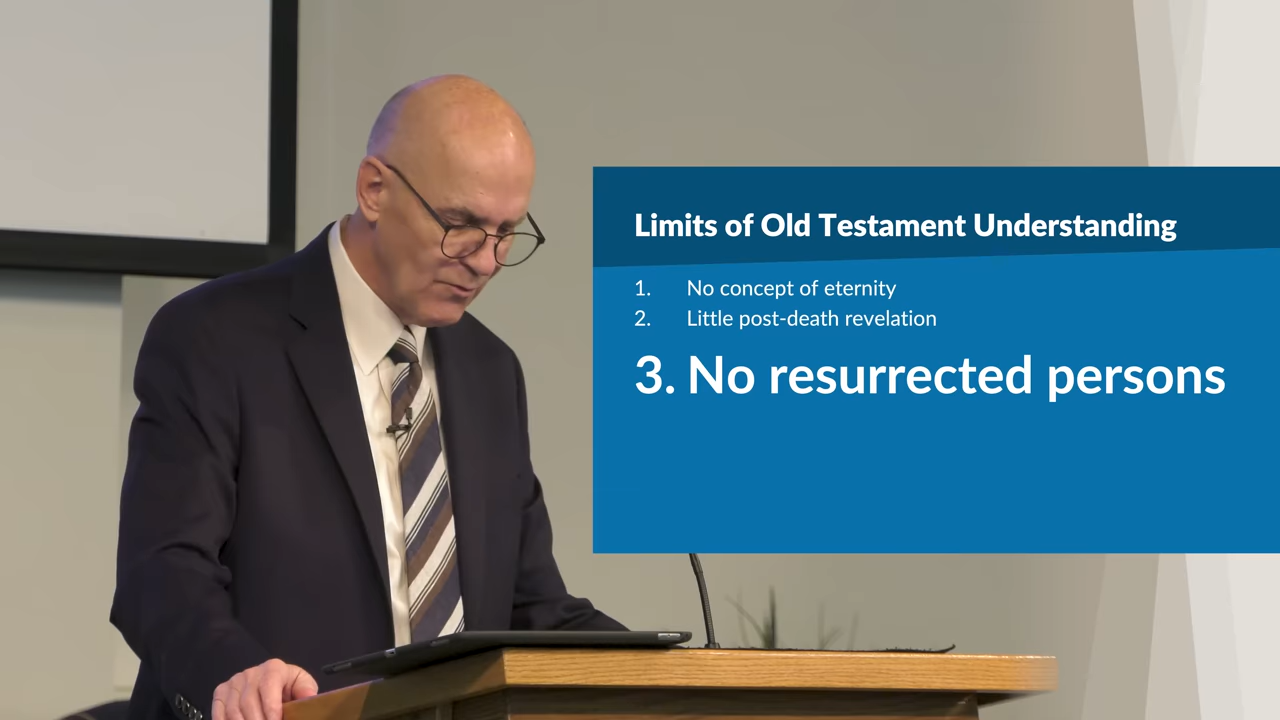 Limits of Old Testament Understanding
1. No concept of eternity
2. Little post-death revelation
3. No resurrected persons